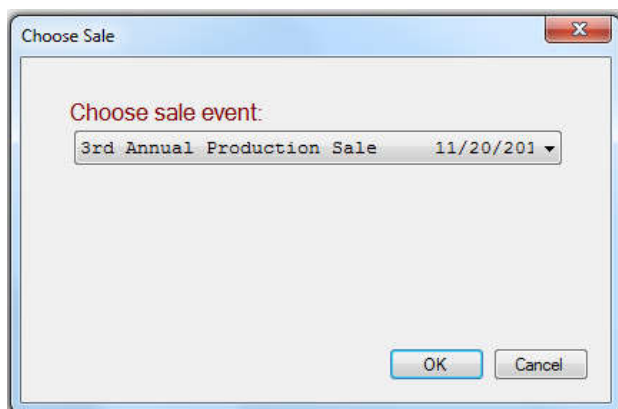 Choose Sale
Choose sale event:
3rd Annual Production Sale 11/20/201
OK Cancel